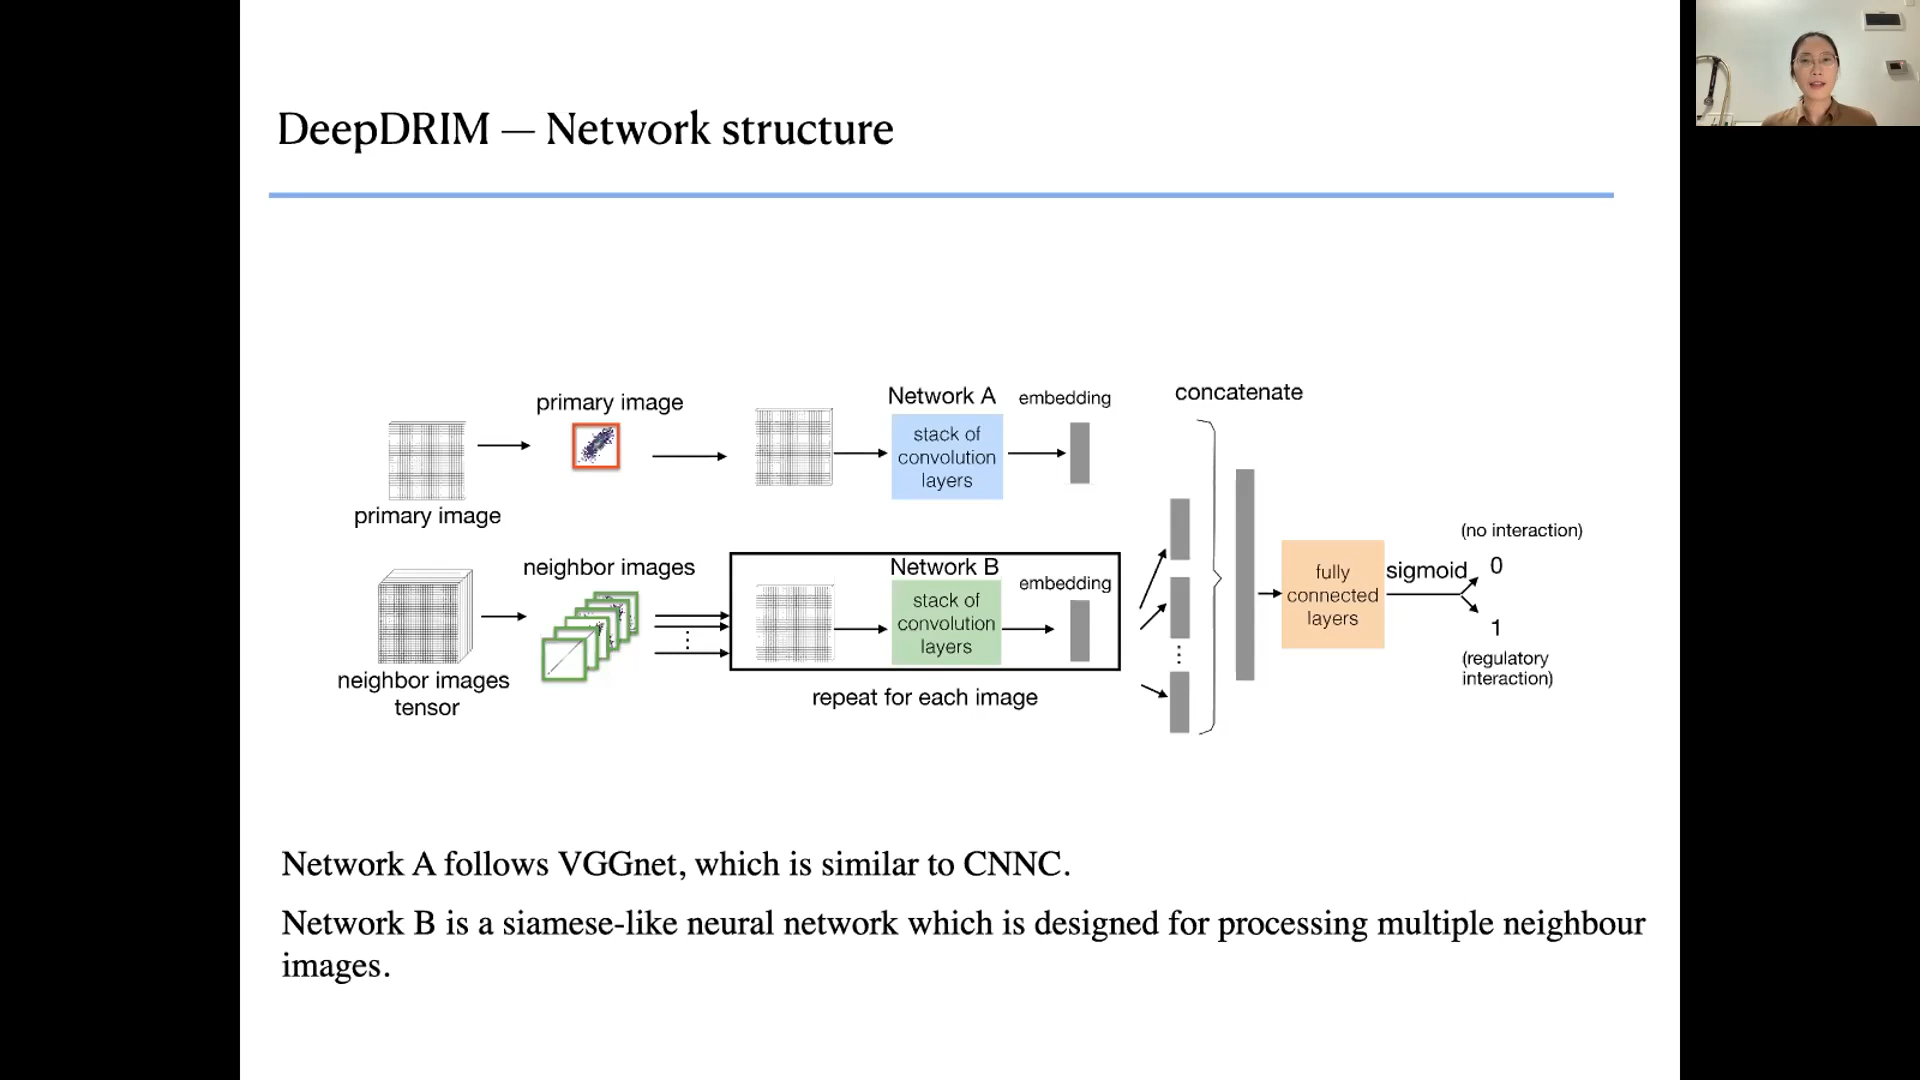 DeepDRIM — Network structure
primary image
primary image
Network A
stack of
convolution
layers
embedding
concatenate
neighbor images
tensor
neighbor images
Network B
stack of
convolution
layers
embedding
repeat for each image
fully
connected
layers
sigmoid
(no interaction)
0
1
(regulatory
interaction)
Network A follows VGGnet, which is similar to CNNC.
Network B is a siamese-like neural network which is designed for processing multiple neighbour
images.